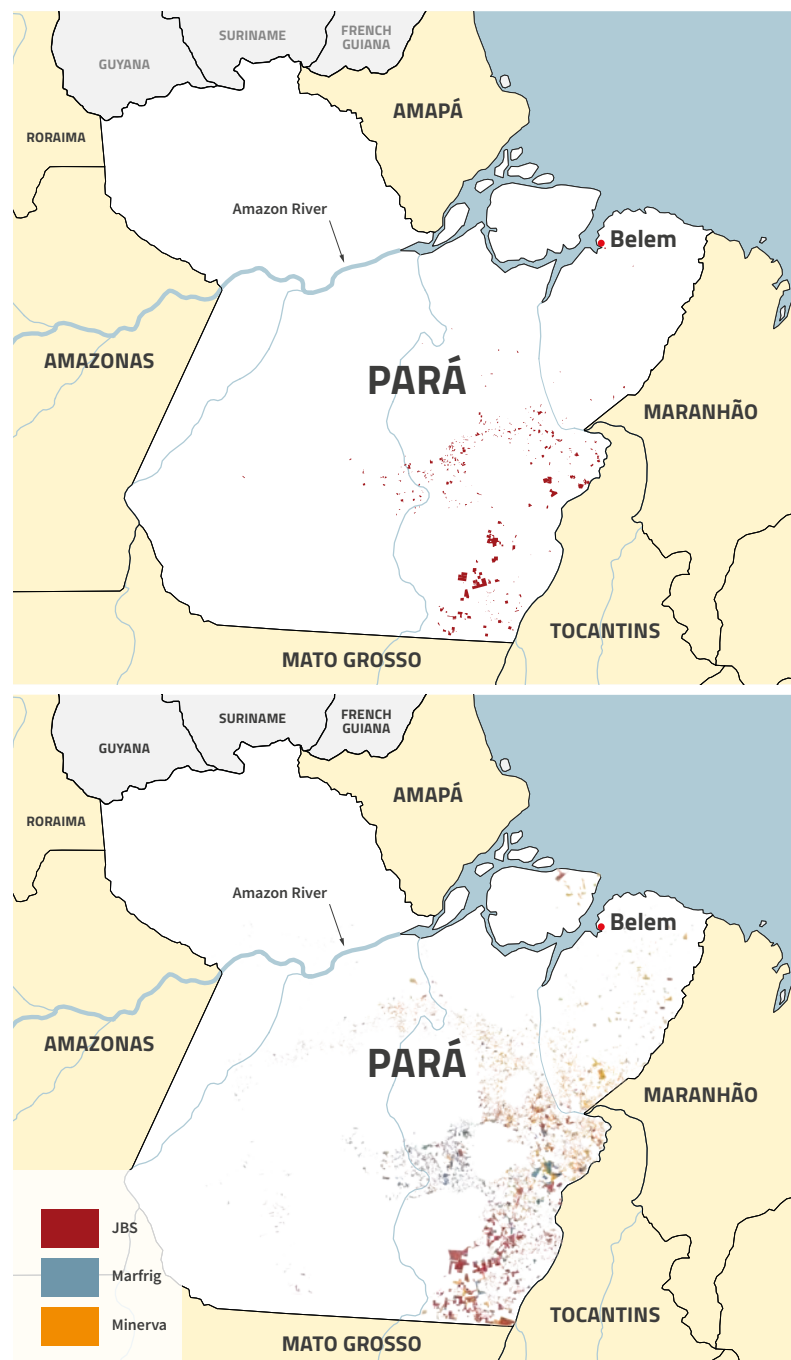 SURINAME
FRENCH
GUIANA
GUYANA
AMAPÁ
RORAIMA
Amazon River
Belem
AMAZONAS
PARÁ
MARANHÃO
TOCANTINS
MATO GROSSO
SURINAME
FRENCH
GUIANA
GUYANA
AMAPÁ
RORAIMA
Amazon River
Belem
AMAZONAS
PARÁ
MARANHÃO
JBS
Marfrig
Minerva
TOCANTINS
MATO GROSSO